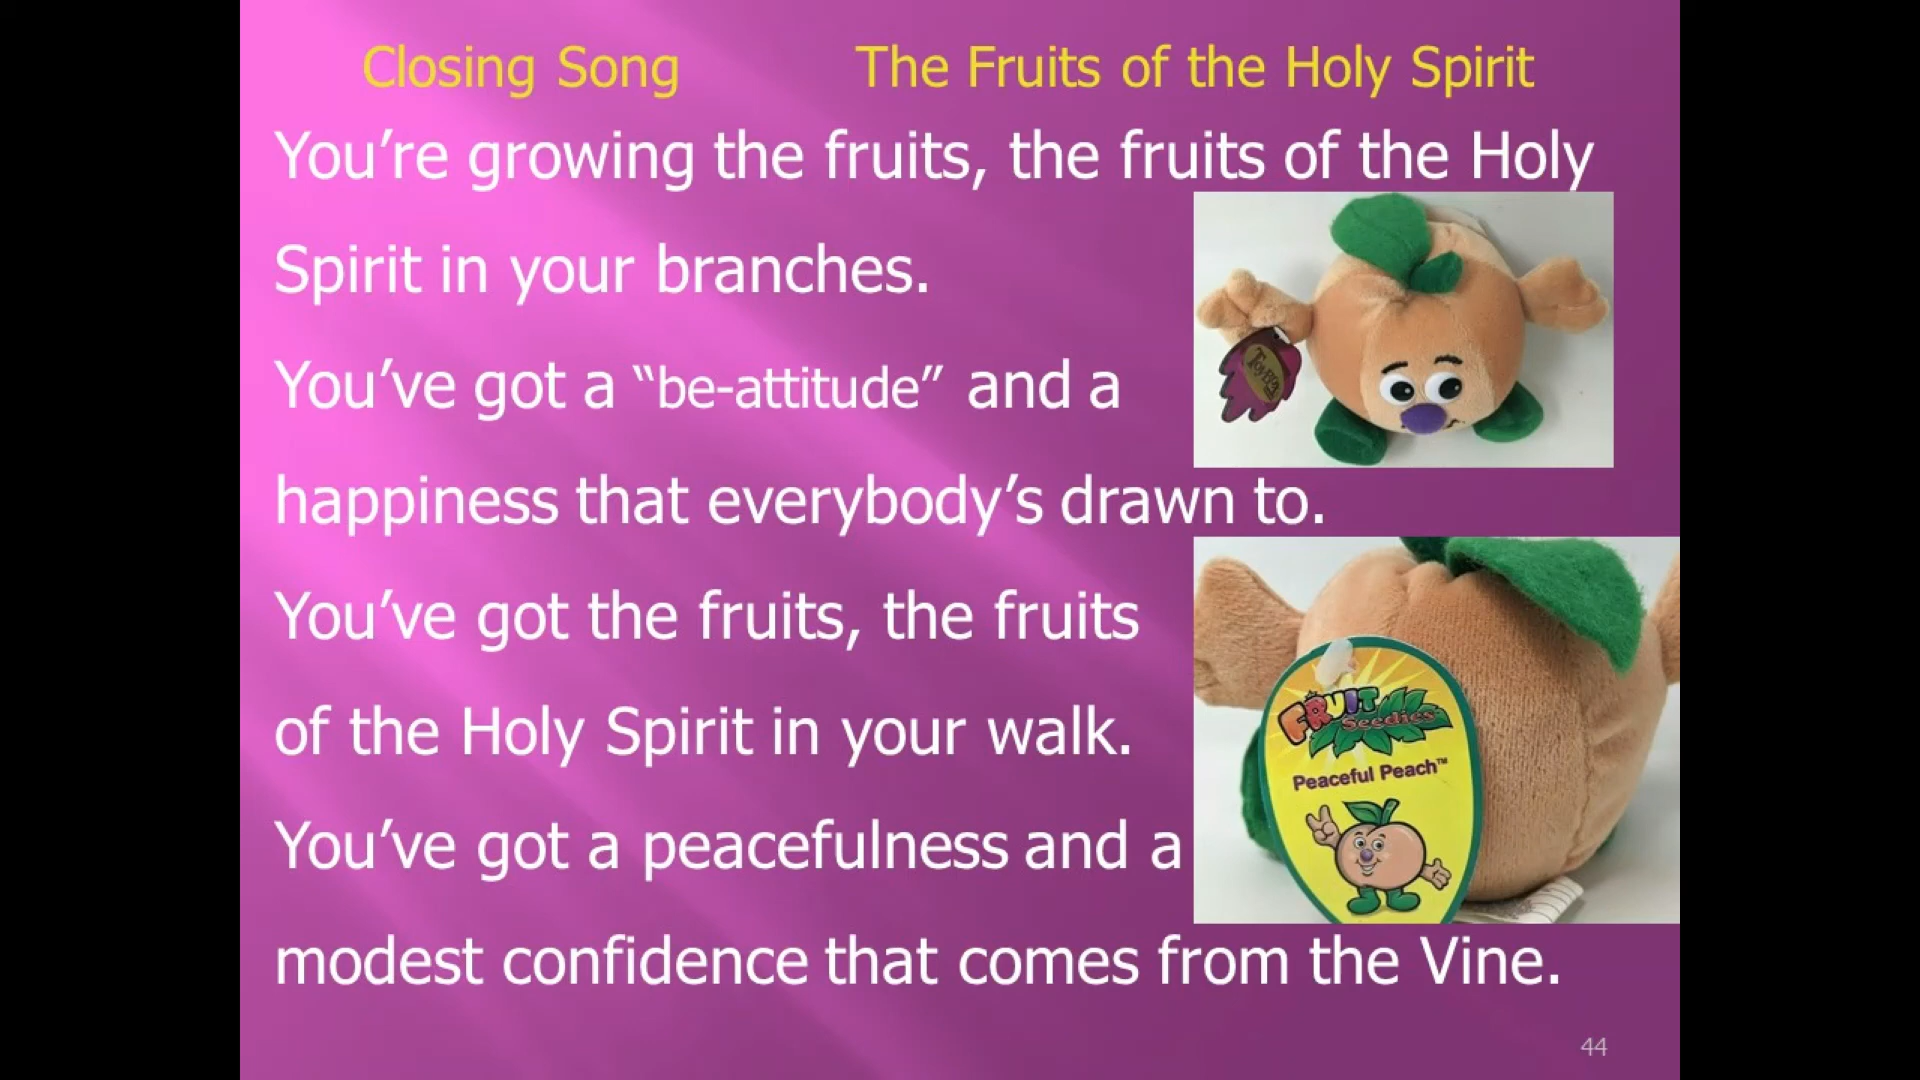 Closing Song The Fruits of the Holy Spirit
You’re growing the fruits, the fruits of the Holy
Spirit in your branches.
You’ve got a “be-attitude” and a
happiness that everybody’s drawn to.
You’ve got the fruits, the fruits
of the Holy Spirit in your walk.
You’ve got a peacefulness and a
modest confidence that comes from the Vine.
FRUIT
Seedies
Peaceful Peach™
44